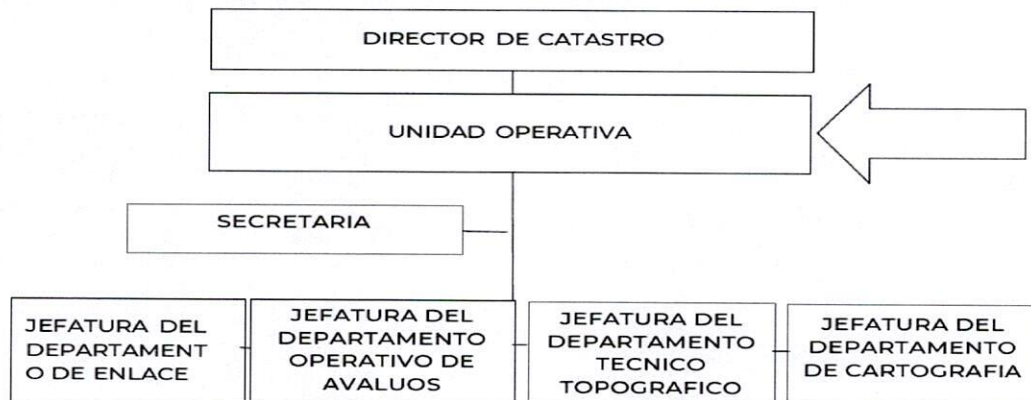 DIRECTOR DE CATASTRO
UNIDAD OPERATIVA
SECRETARIA
JEFATURA DEL
DEPARTAMENT
O DE ENLACE
JEFATURA DEL
DEPARTAMENTO
OPERATIVO DE
AVALUOS
JEFATURA DEL
DEPARTAMENTO
TECNICO
TOPOGRAFICO
JEFATURA DEL
DEPARTAMENTO
DE CARTOGRAFIA